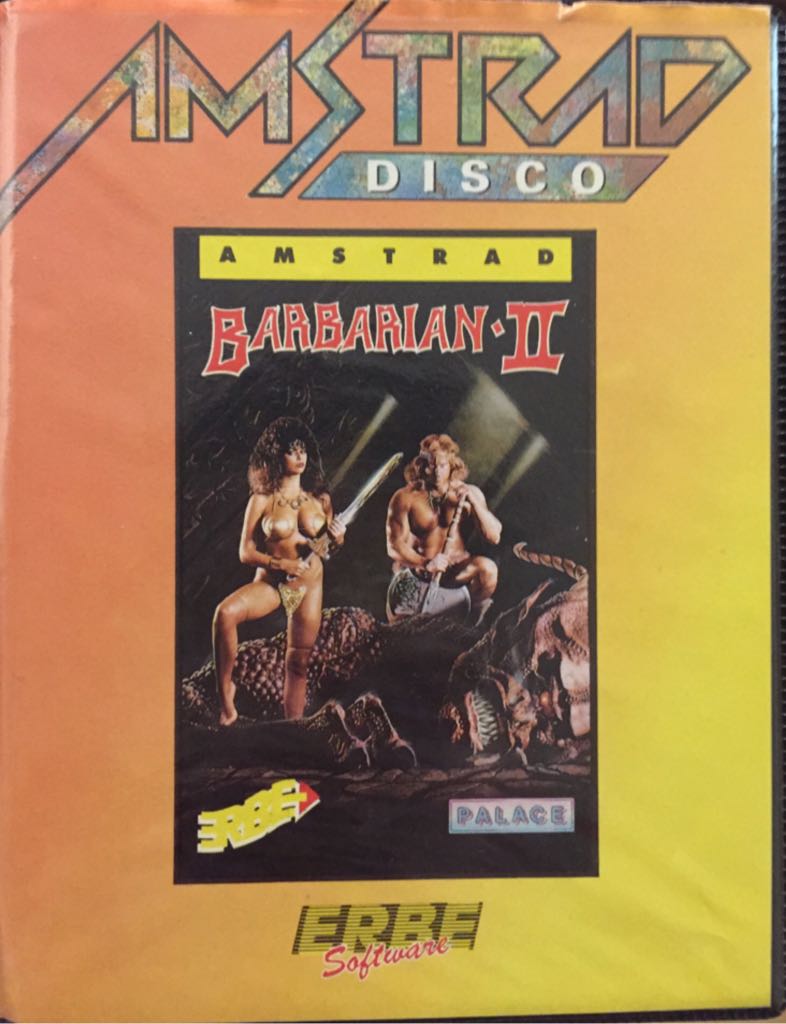 AMSTRAD
DISCO
AMSTRAD
BARBARIAN · II
ERBE
PALACE
ERBE
Software